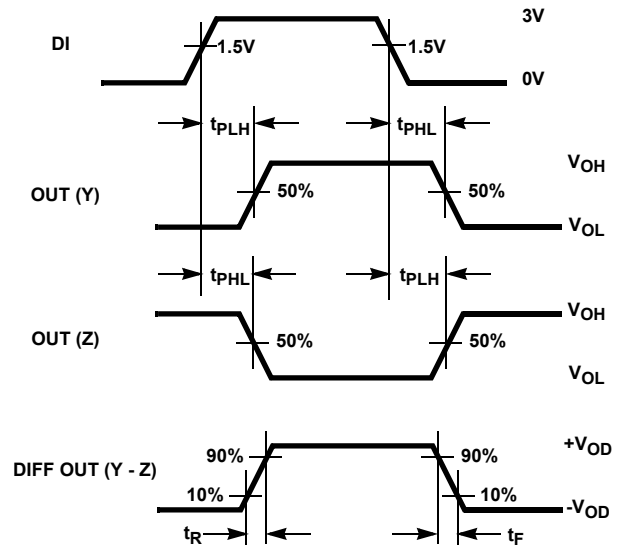 3V
DI
1.5V
1.5V
0V
tPLH
tPHL
VOH
OUT (Y)
50%
50%
VOL
tPHL
tPLH
VOH
OUT (Z)
50%
50%
VOL
+VOD
DIFF OUT (Y - Z)
90%
90%
10%
10%
-VOD
tR
tF